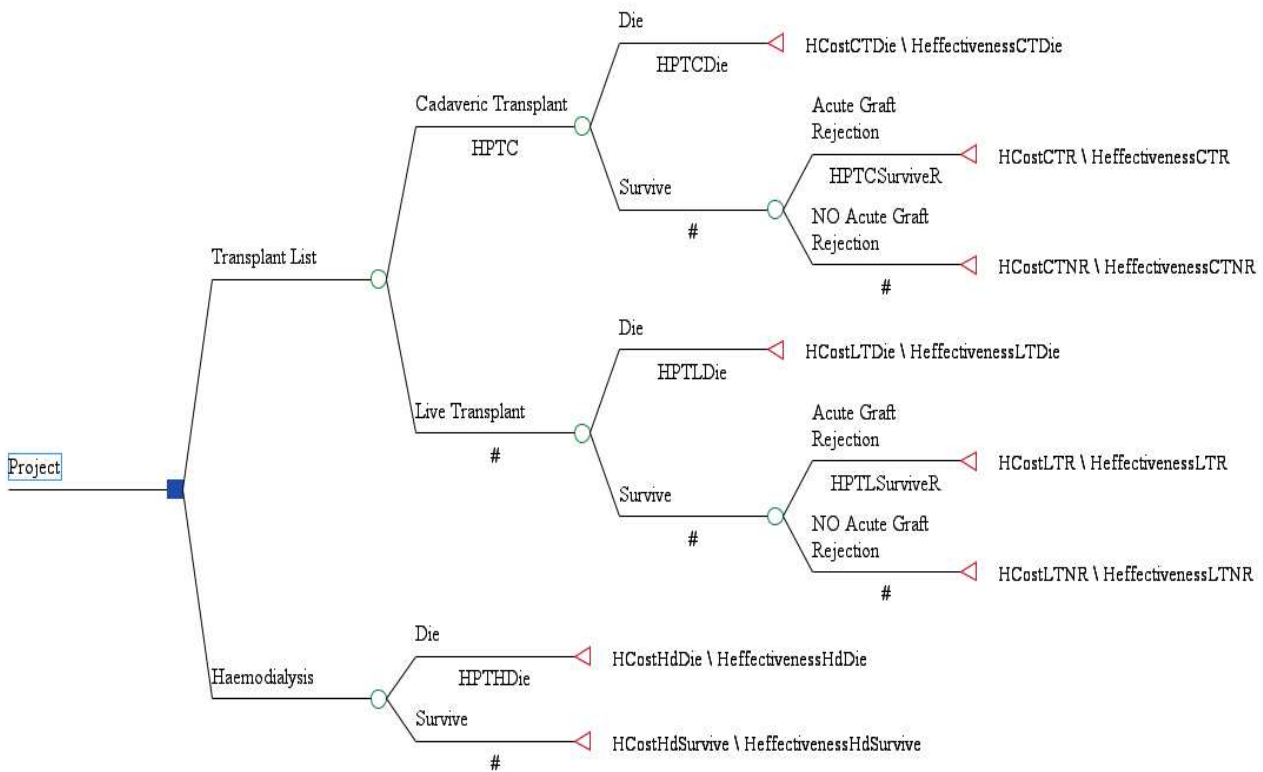 Die
HPTCDie
HCostCTDie \ HeffectivenessCTDie
Cadaveric Transplant
HPTC
Acute Graft
Rejection
HPTCSurviveR
HCostCTR \ HeffectivenessCTR
Survive
#
NO Acute Graft
Rejection
#
HCostCTNR \ HeffectivenessCTNR
Transplant List
Die
HPTLDie
HCostLTDie \ HeffectivenessLTDie
Live Transplant
#
Acute Graft
Rejection
HPTLSurviveR
HCostLTR \ HeffectivenessLTR
Survive
#
NO Acute Graft
Rejection
#
HCostLTNR \ HeffectivenessLTNR
Project
Haemodialysis
Die
HPTHDie
HCostHdDie \ HeffectivenessHdDie
Survive
#
HCostHdSurvive \ HeffectivenessHdSurvive